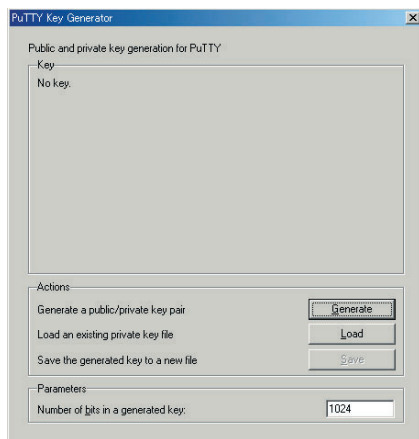 PuTTY Key Generator
Public and private key generation for PuTTY
Key
No key.
Actions
Generate a public/private key pair
Generate
Load an existing private key file
Load
Save the generated key to a new file
Save
Parameters
Number of bits in a generated key:
1024